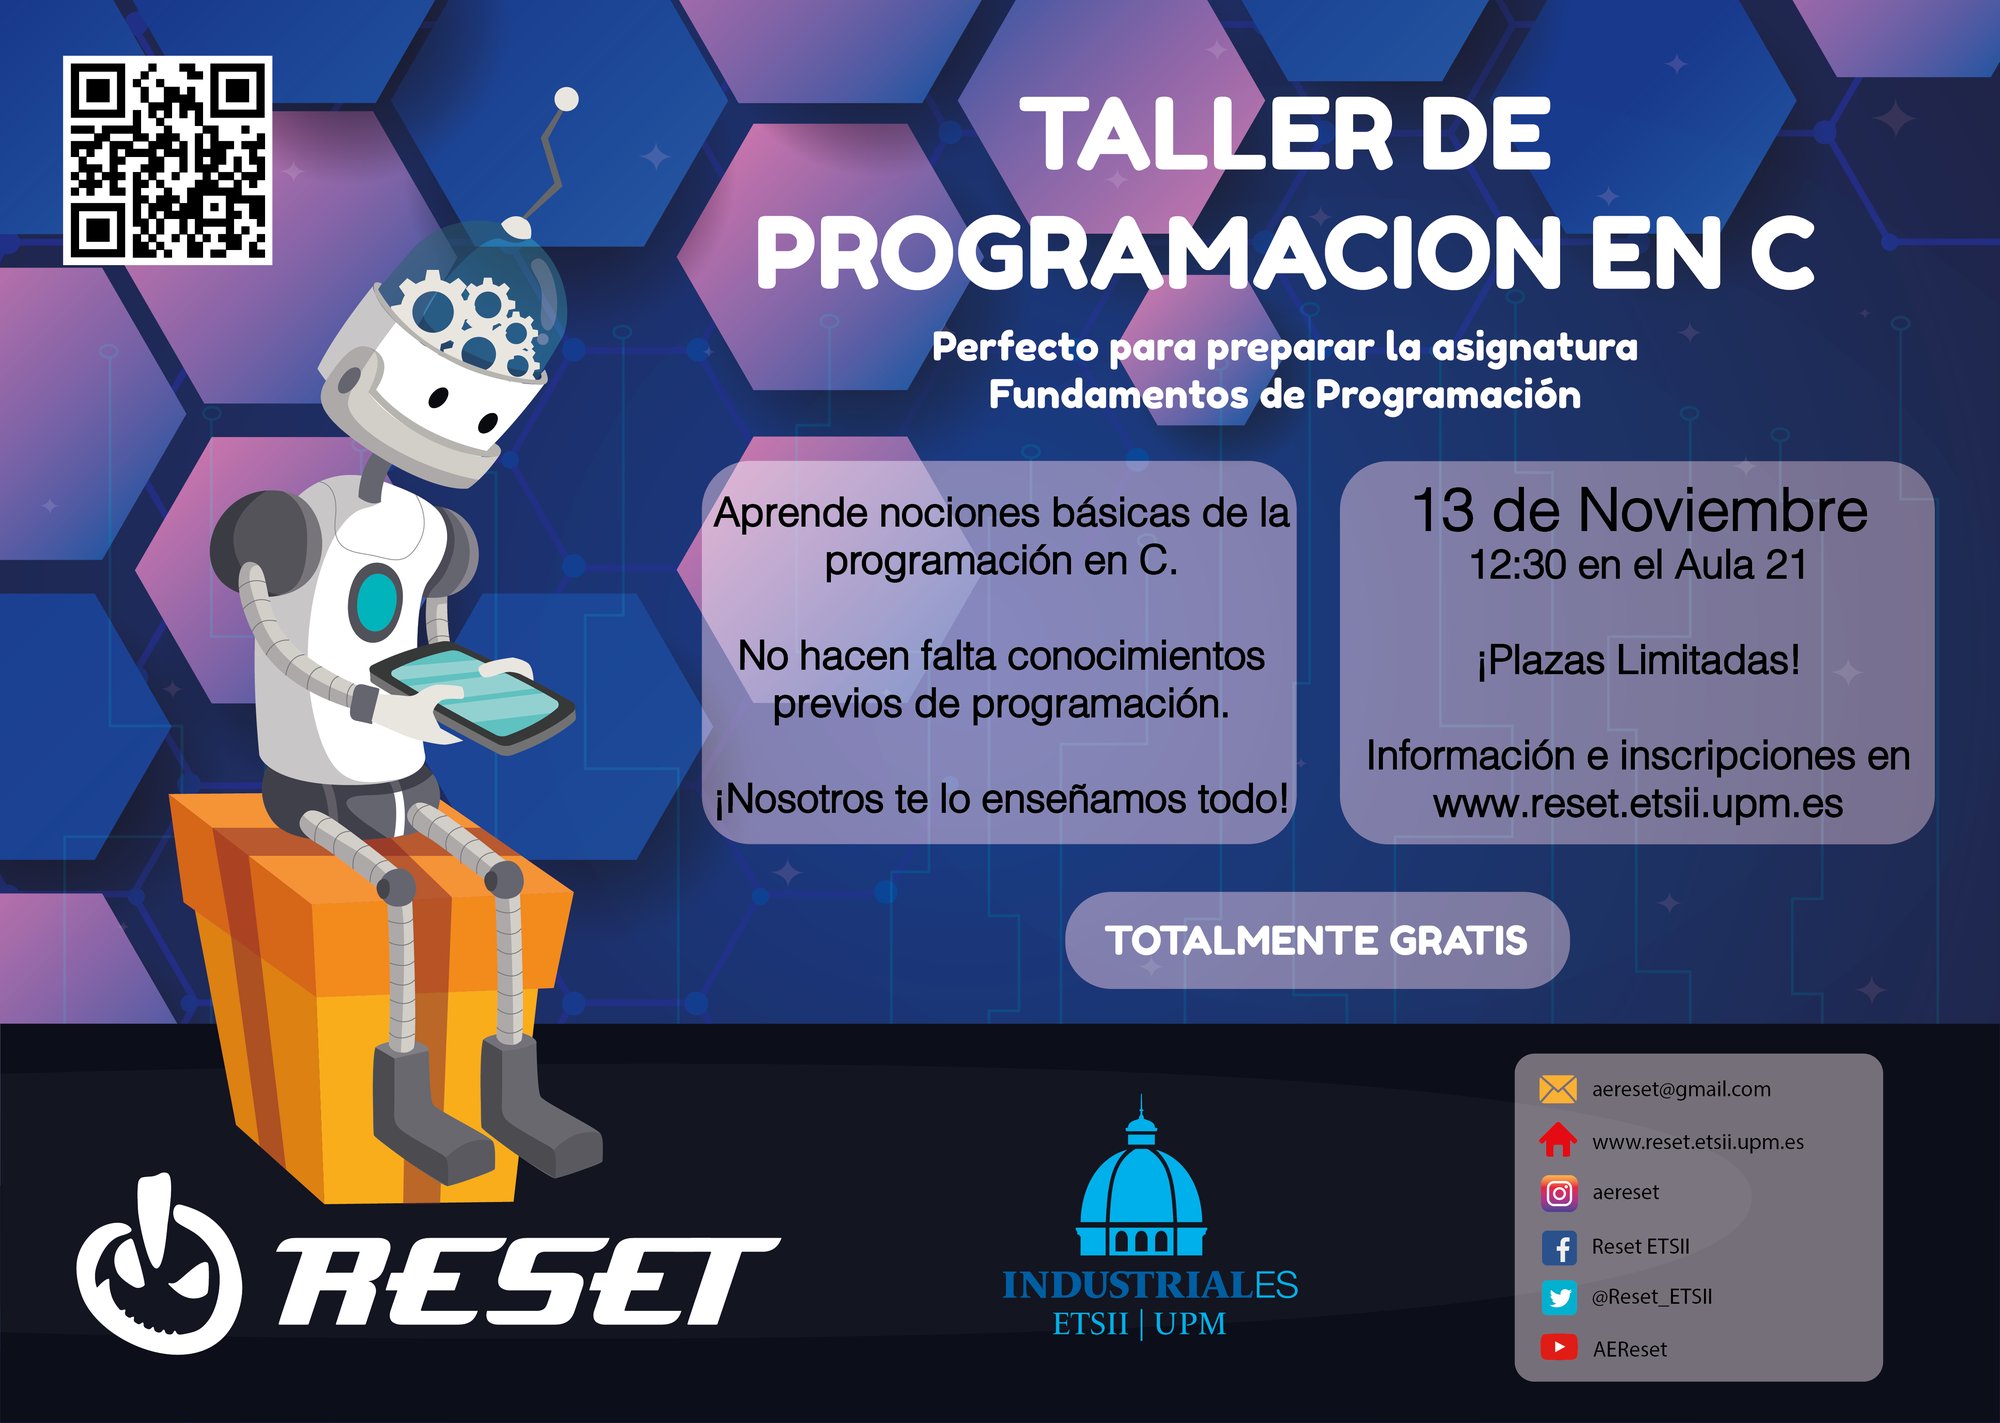 TALLER DE
PROGRAMACION EN C
Perfecto para preparar la asignatura
Fundamentos de Programación
Aprende nociones básicas de la
programación en C.
No hacen falta conocimientos
previos de programación.
¡Nosotros te lo enseñamos todo!
13 de Noviembre
12:30 en el Aula 21
¡Plazas Limitadas!
Información e inscripciones en
www.reset.etsii.upm.es
TOTALMENTE GRATIS
RESET
INDUSTRIALES
ETSII | UPM
aereset@gmail.com
www.reset.etsii.upm.es
aereset
Reset ETSII
@Reset_ETSII
AEReset